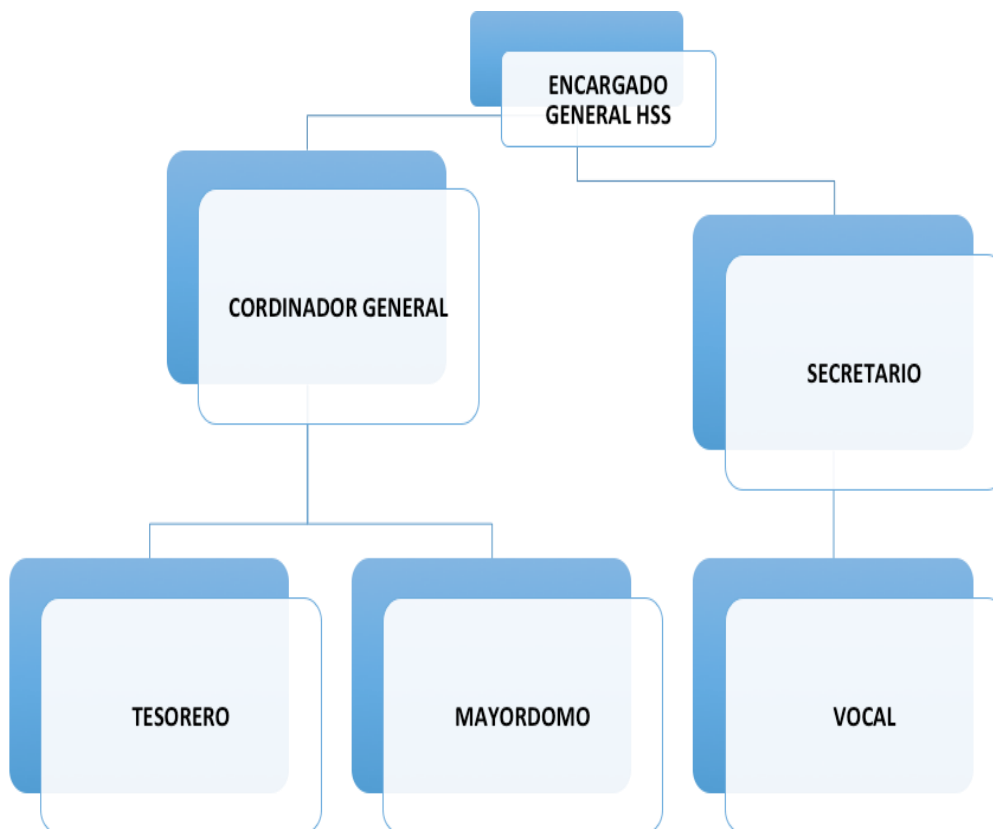 ENCARGADO
GENERAL HSS
CORDINADOR GENERAL
SECRETARIO
TESORERO
MAYORDOMO
VOCAL